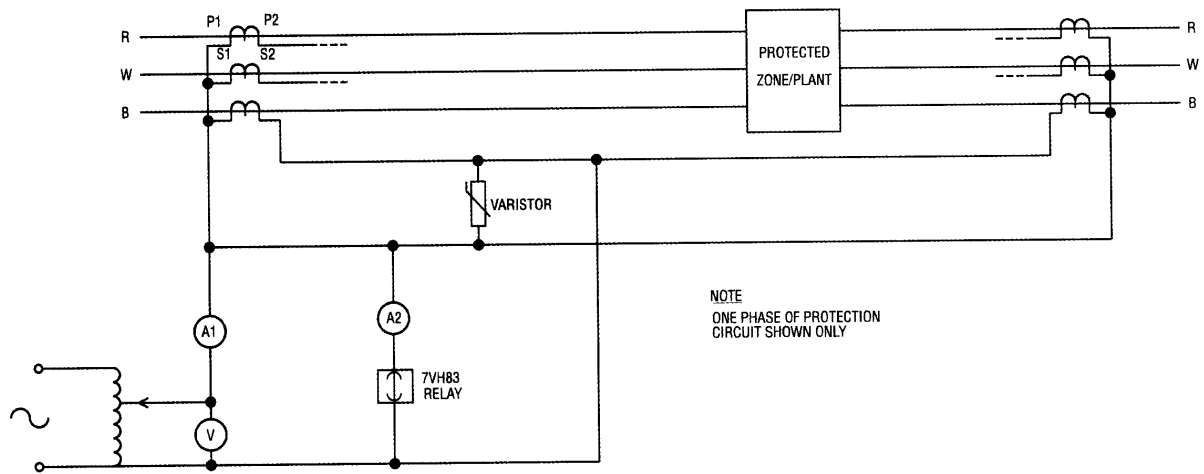 P1 P2
R
R
S1 S2
PROTECTED
ZONE/PLANT
W
W
B
B
VARISTOR
NOTE
ONE PHASE OF PROTECTION
CIRCUIT SHOWN ONLY
A1
A2
7VH83
RELAY
V